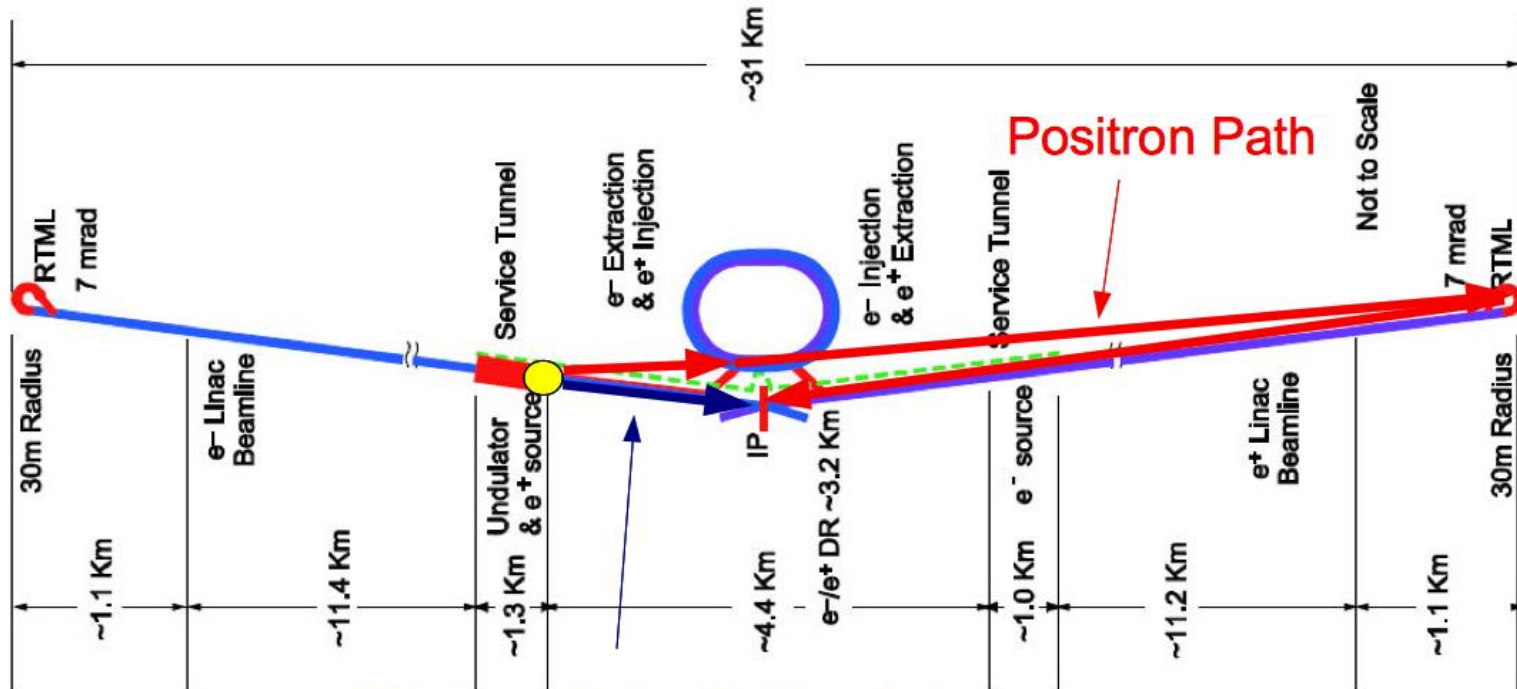 ~31 Km
Positron Path
RTML
7 mrad
Service Tunnel
e⁻ Extraction
& e⁺ Injection
e⁻ Injection
& e⁺ Extraction
Service Tunnel
Not to Scale
7 mrad
RTML
30m Radius
e⁻ Linac
Beamline
Undulator
& e⁺ source
IP
e⁻/e⁺ DR ~3.2 Km
e⁻ source
e⁺ Linac
Beamline
30m Radius
~1.1 Km
~11.4 Km
~1.3 Km
~4.4 Km
~1.0 Km
~11.2 Km
~1.1 Km